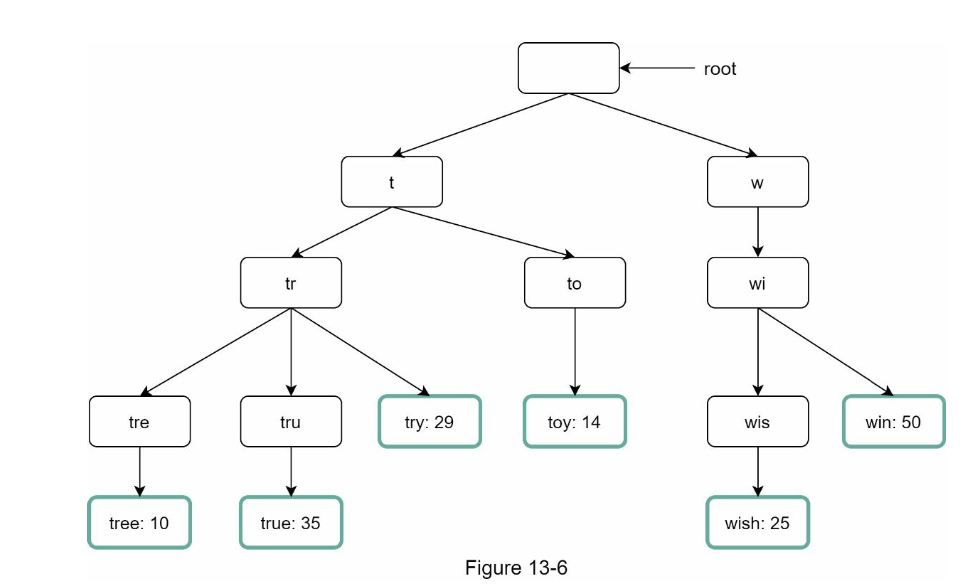 root
t
w
tr
to
wi
tre
tru
try: 29
toy: 14
wis
win: 50
tree: 10
true: 35
wish: 25
Figure 13-6